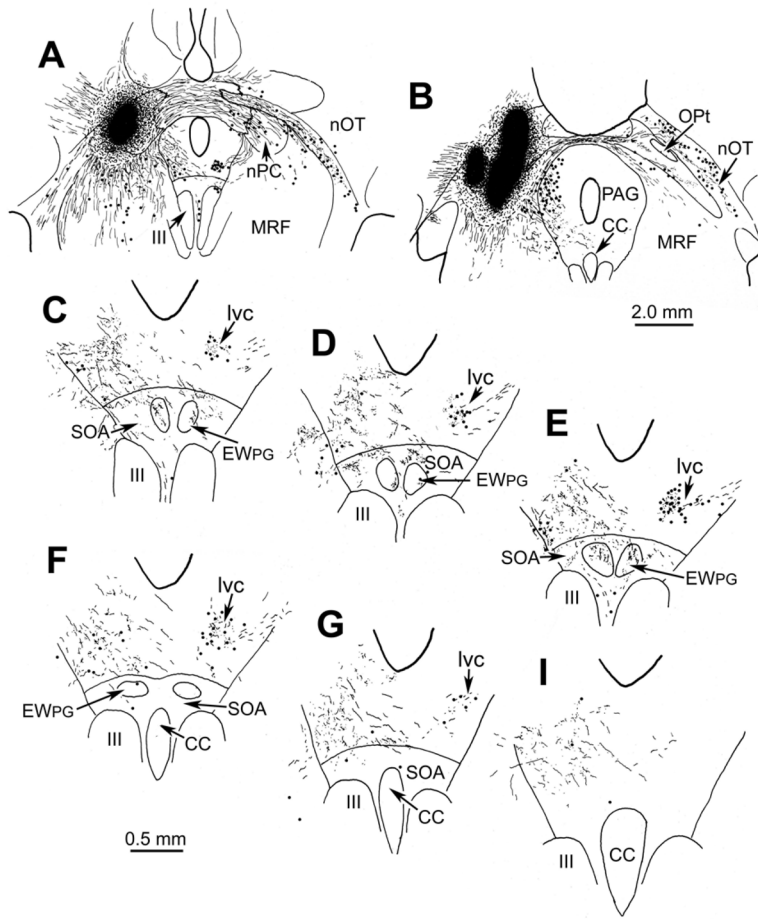 A
nOT
nPC
III
MRF
B
OPt
nOT
PAG
CC
MRF
2.0 mm
C
lvc
SOA
EWPG
III
D
lvc
SOA
EWPG
III
E
lvc
SOA
EWPG
III
F
lvc
EWPG
SOA
III
CC
0.5 mm
G
lvc
SOA
III
CC
I
III
CC